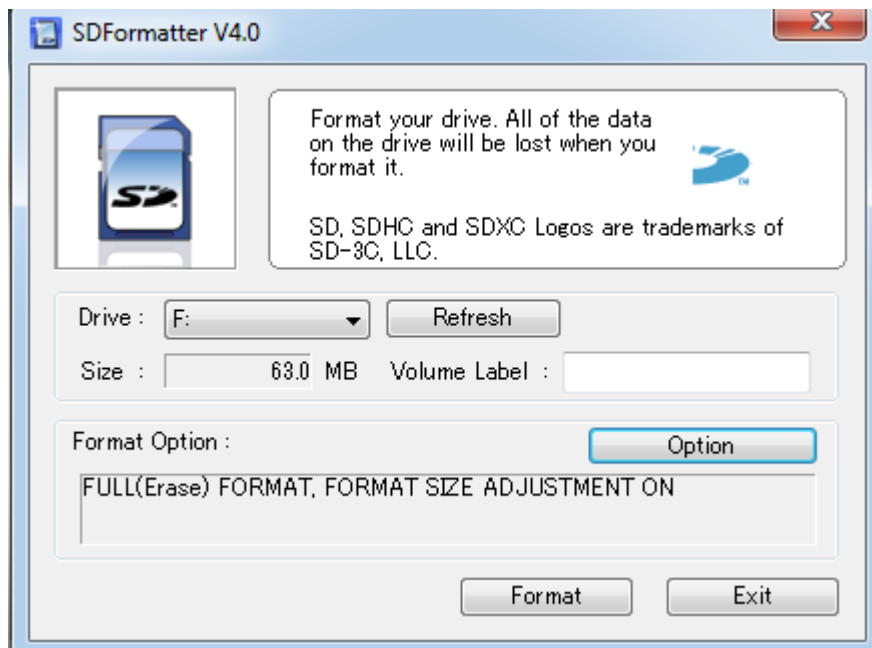 SDFormatter V4.0
Format your drive. All of the data
on the drive will be lost when you
format it.
SD, SDHC and SDXC Logos are trademarks of
SD-3C, LLC.
Drive : F: Refresh
Size : 63.0 MB Volume Label :
Format Option : Option
FULL(Erase) FORMAT, FORMAT SIZE ADJUSTMENT ON
Format Exit